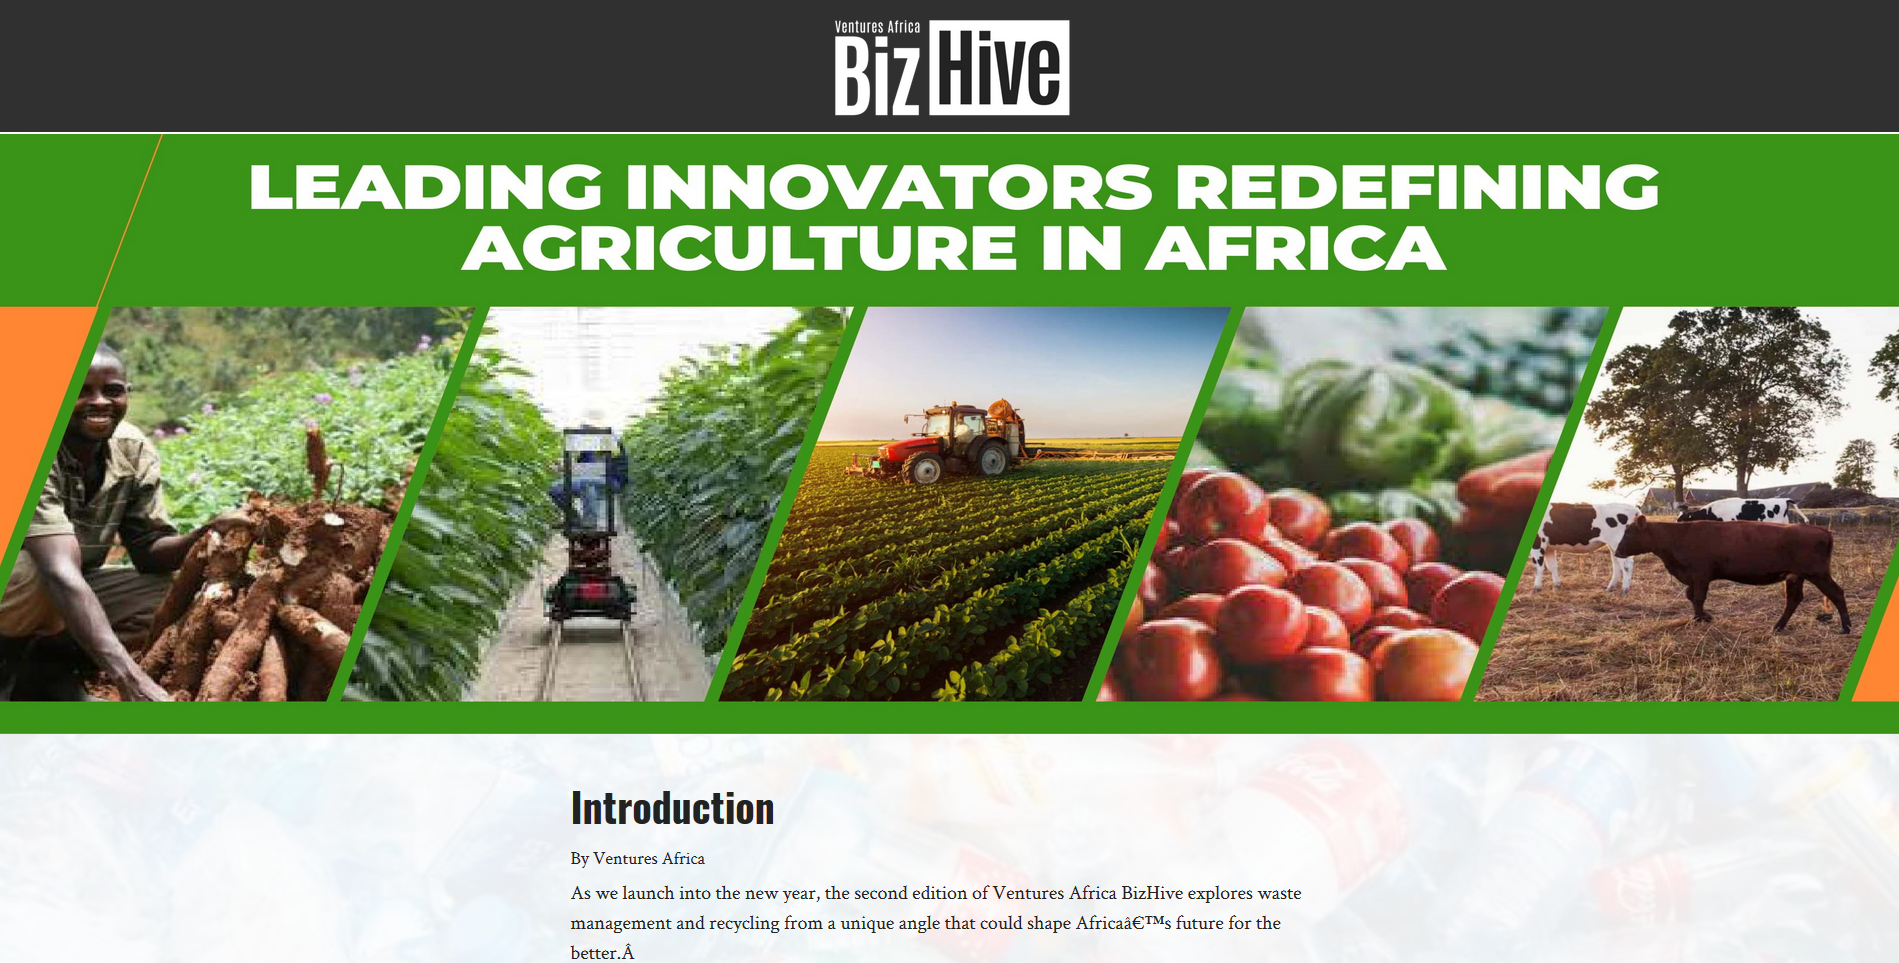 Ventures Africa
Biz Hive
LEADING INNOVATORS REDEFINING
AGRICULTURE IN AFRICA
Introduction
By Ventures Africa
As we launch into the new year, the second edition of Ventures Africa BizHive explores waste
management and recycling from a unique angle that could shape Africaâ€™s future for the
better.Â